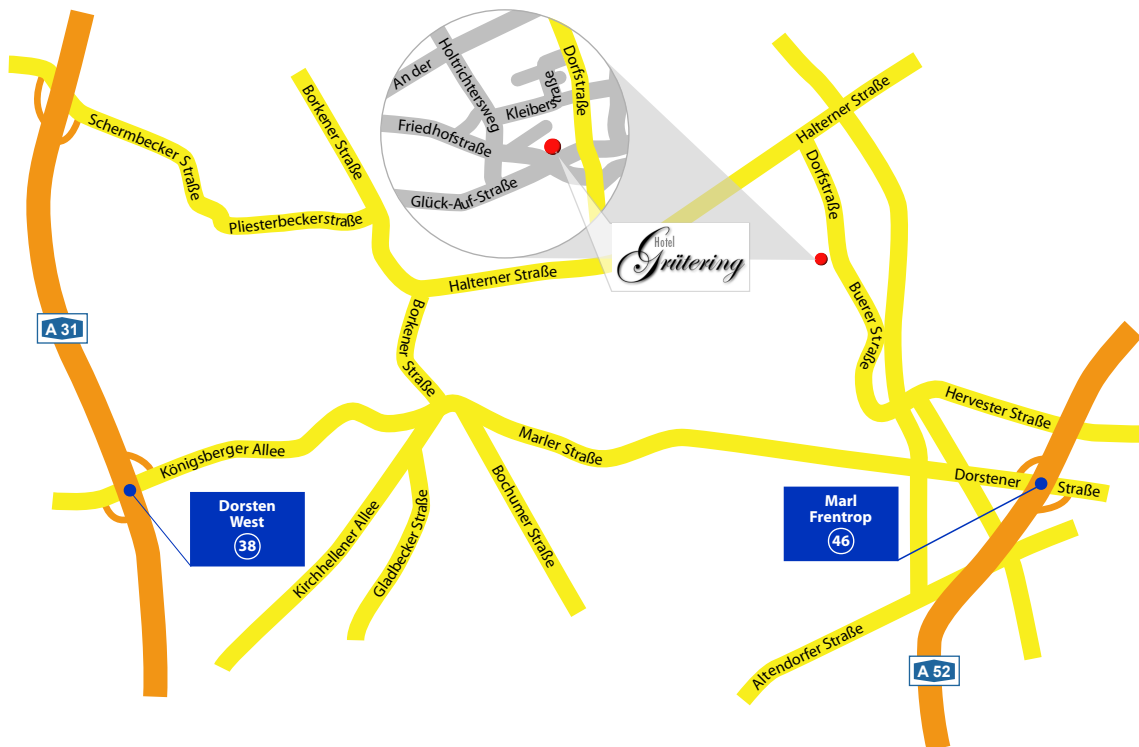 An der
Holtrichtersweg
Dorfstraße
Kleiberstraße
Friedhofstraße
Glück-Auf-Straße
Schermbecker Straße
Borkener Straße
Halterner Straße
Dorfstraße
Pliesterbeckerstraße
Hotel
Grütering
Halterner Straße
A 31
Borkener Straße
Buerer Straße
Hervester Straße
Königsberger Allee
Marler Straße
Dorstener Straße
Dorsten
West
38
Marl
Frentrop
46
Bochumer Straße
Kirchhellener Allee
Gladbecker Straße
Altendorfer Straße
A 52